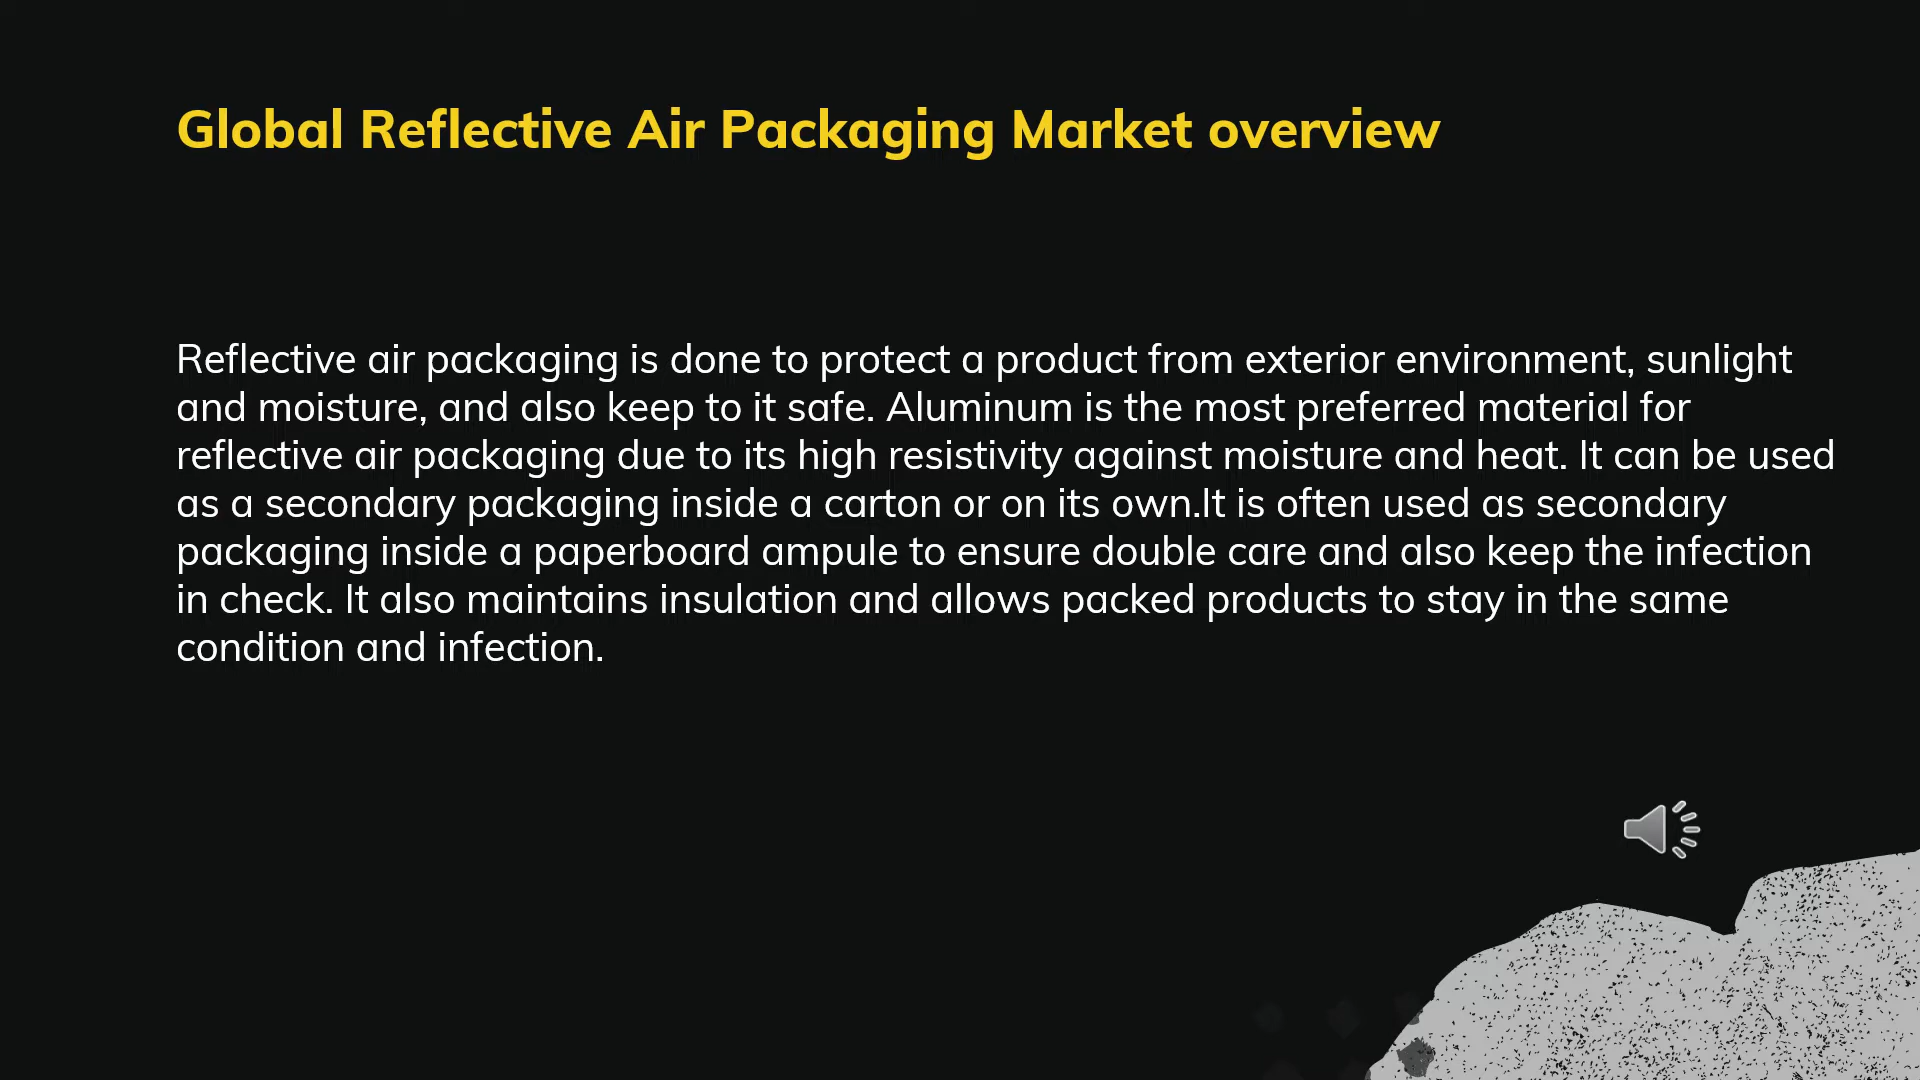 Global Reflective Air Packaging Market overview
Reflective air packaging is done to protect a product from exterior environment, sunlight
and moisture, and also keep to it safe. Aluminum is the most preferred material for
reflective air packaging due to its high resistivity against moisture and heat. It can be used
as a secondary packaging inside a carton or on its own.It is often used as secondary
packaging inside a paperboard ampule to ensure double care and also keep the infection
in check. It also maintains insulation and allows packed products to stay in the same
condition and infection.